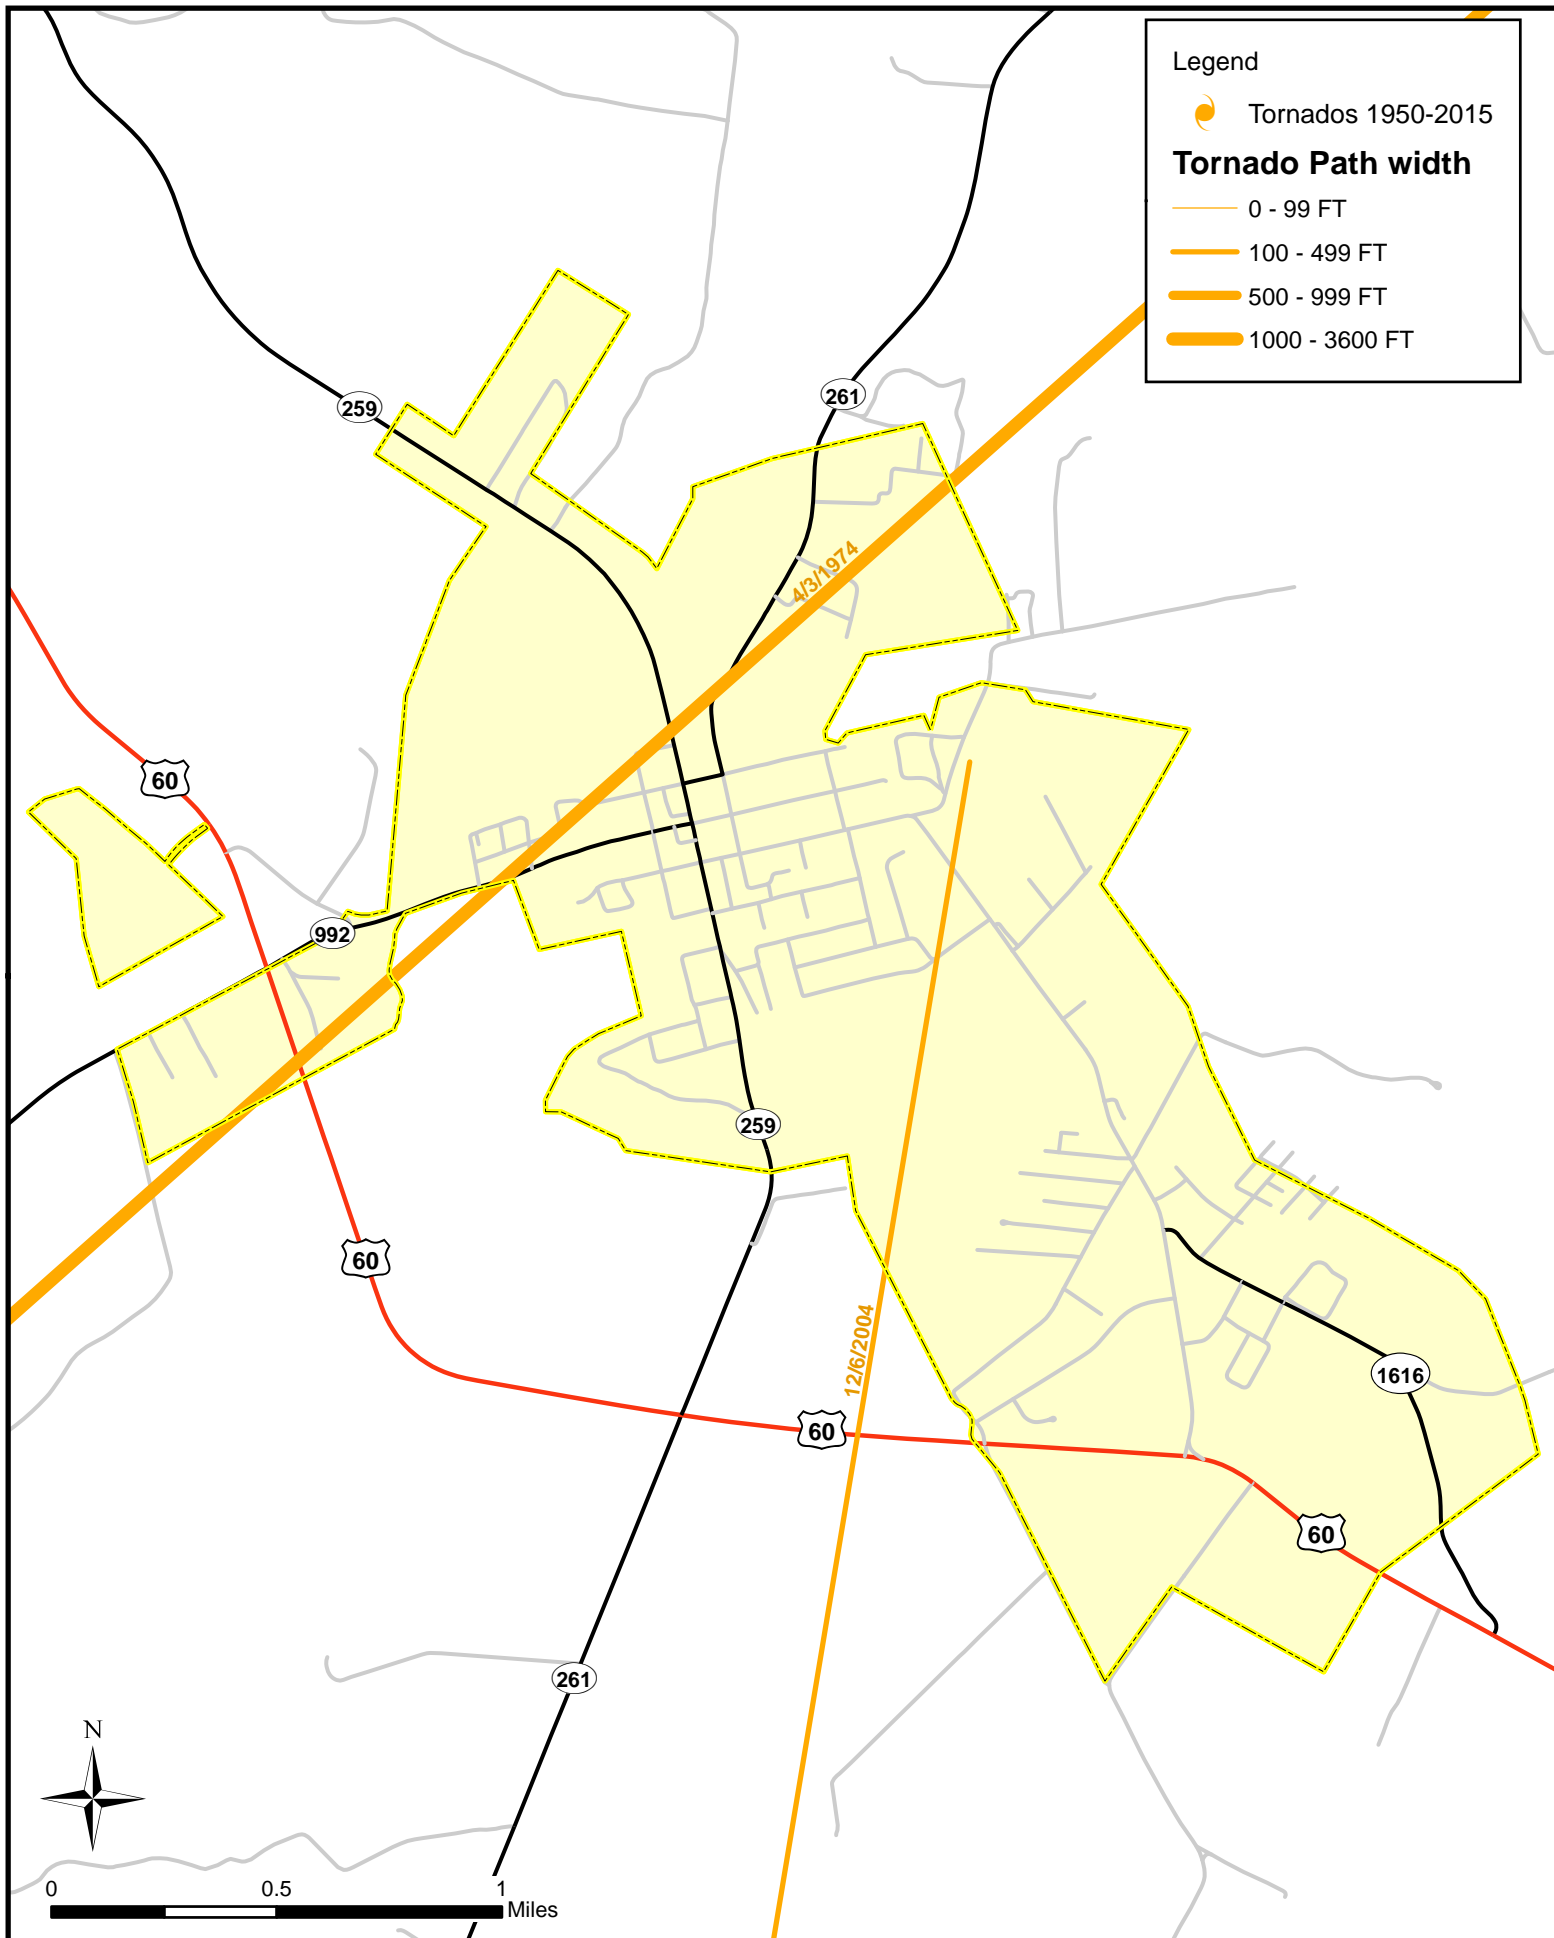 Legend
Tornados 1950-2015
Tornado Path width
0 - 99 FT
100 - 499 FT
500 - 999 FT
1000 - 3600 FT
259
261
4/3/1974
60
992
259
60
12/6/2004
1616
60
60
261
N
0 0.5 1
Miles